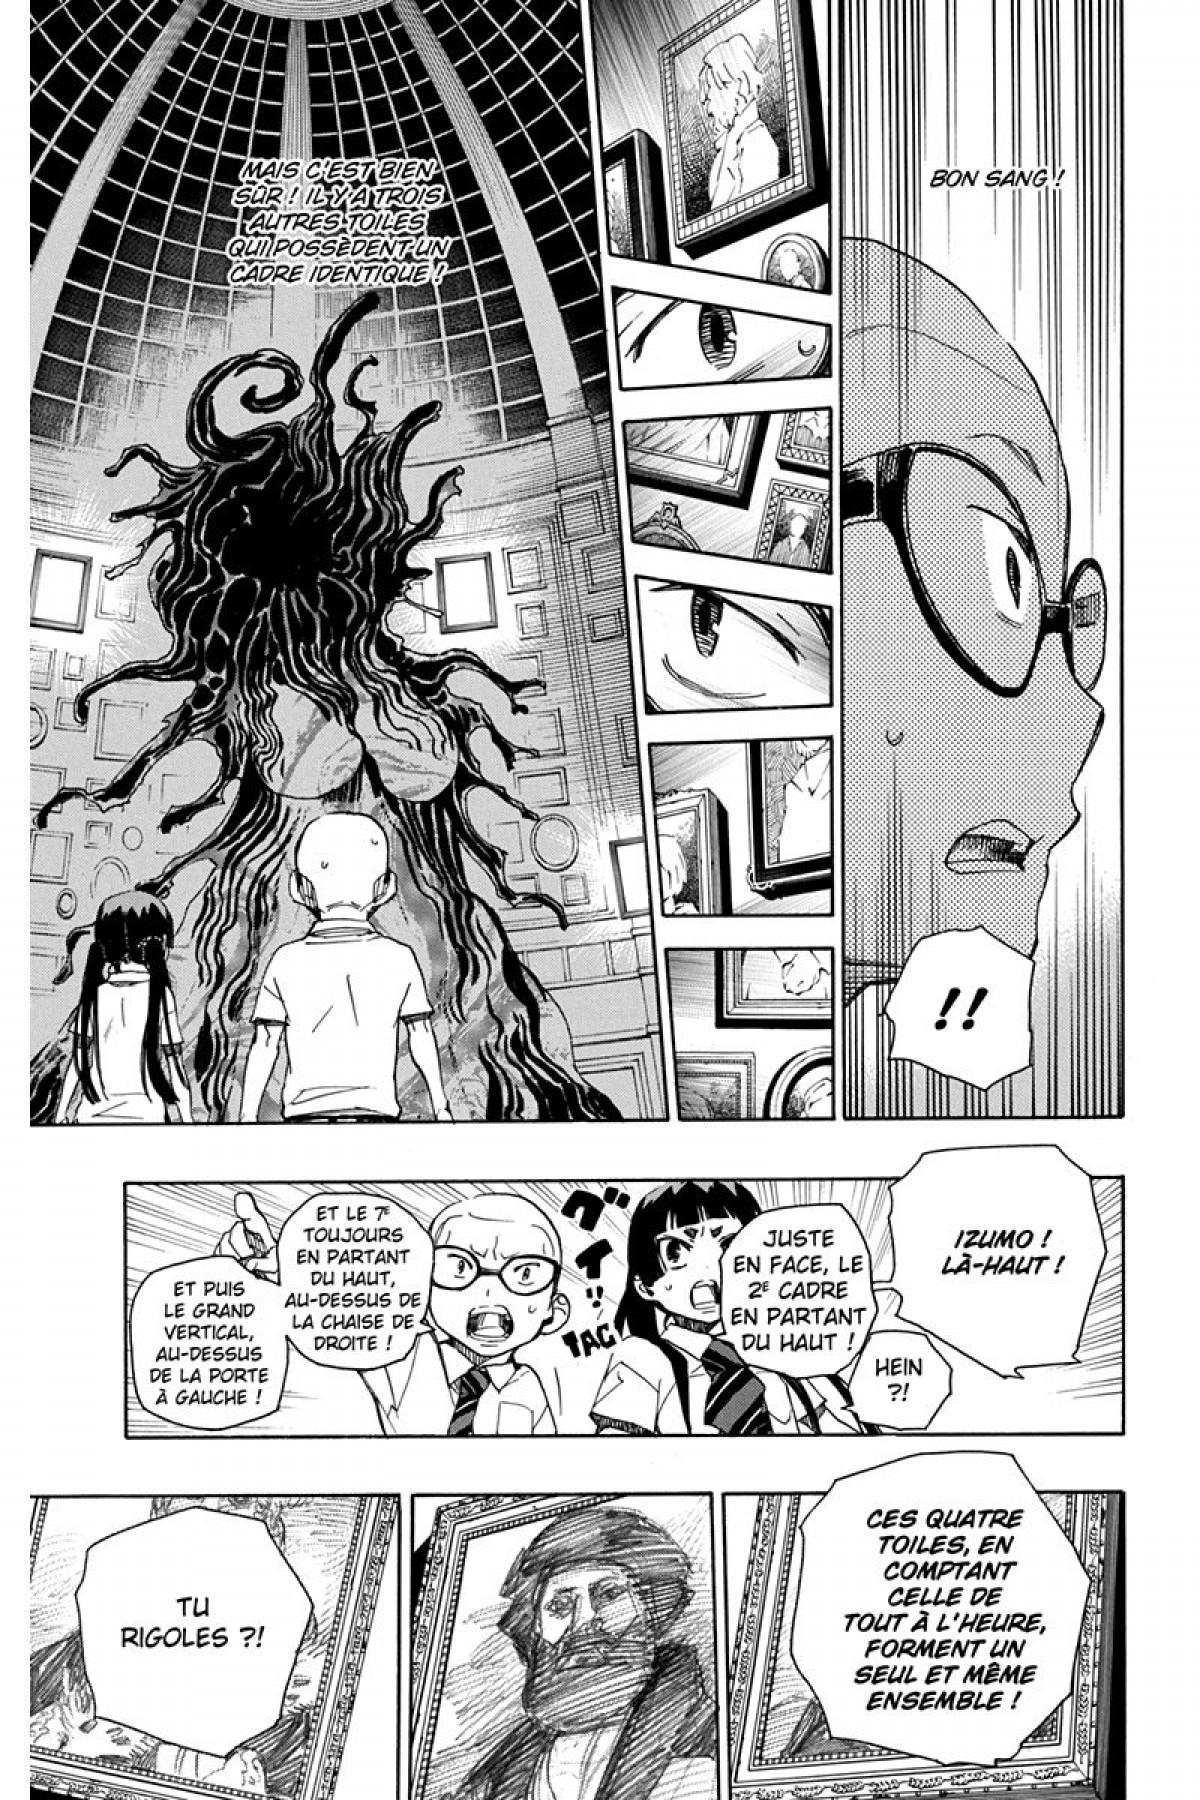 BON SANG !
MAIS C'EST BIEN
SÛR ! IL Y A TROIS
AUTRES TOILES
QUI POSSÈDENT UN
CADRE IDENTIQUE !
!!
IZUMO !
LÀ-HAUT !
HEIN
?!
JUSTE
EN FACE, LE
2E CADRE
EN PARTANT
DU HAUT !
ゴイ!!
TAC
ET LE 7E
TOUJOURS
EN PARTANT
DU HAUT,
AU-DESSUS DE
LA CHAISE DE
DROITE !
ET PUIS
LE GRAND
VERTICAL,
AU-DESSUS
DE LA PORTE
À GAUCHE !
CES QUATRE
TOILES, EN
COMPTANT
CELLE DE
TOUT À L'HEURE,
FORMENT UN
SEUL ET MÊME
ENSEMBLE !
TU
RIGOLES ?!